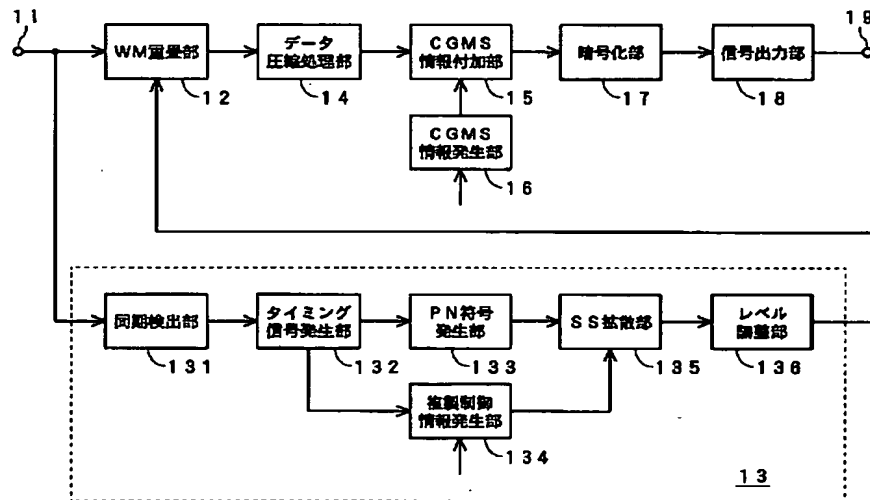 11
19
WM重畳部
12
データ
圧縮処理部
14
CGMS
情報付加部
15
暗号化部
17
信号出力部
18
CGMS
情報発生部
16
同期検出部
131
タイミング
信号発生部
132
PN符号
発生部
133
SS拡散部
135
レベル
調整部
136
複製制御
情報発生部
134
13